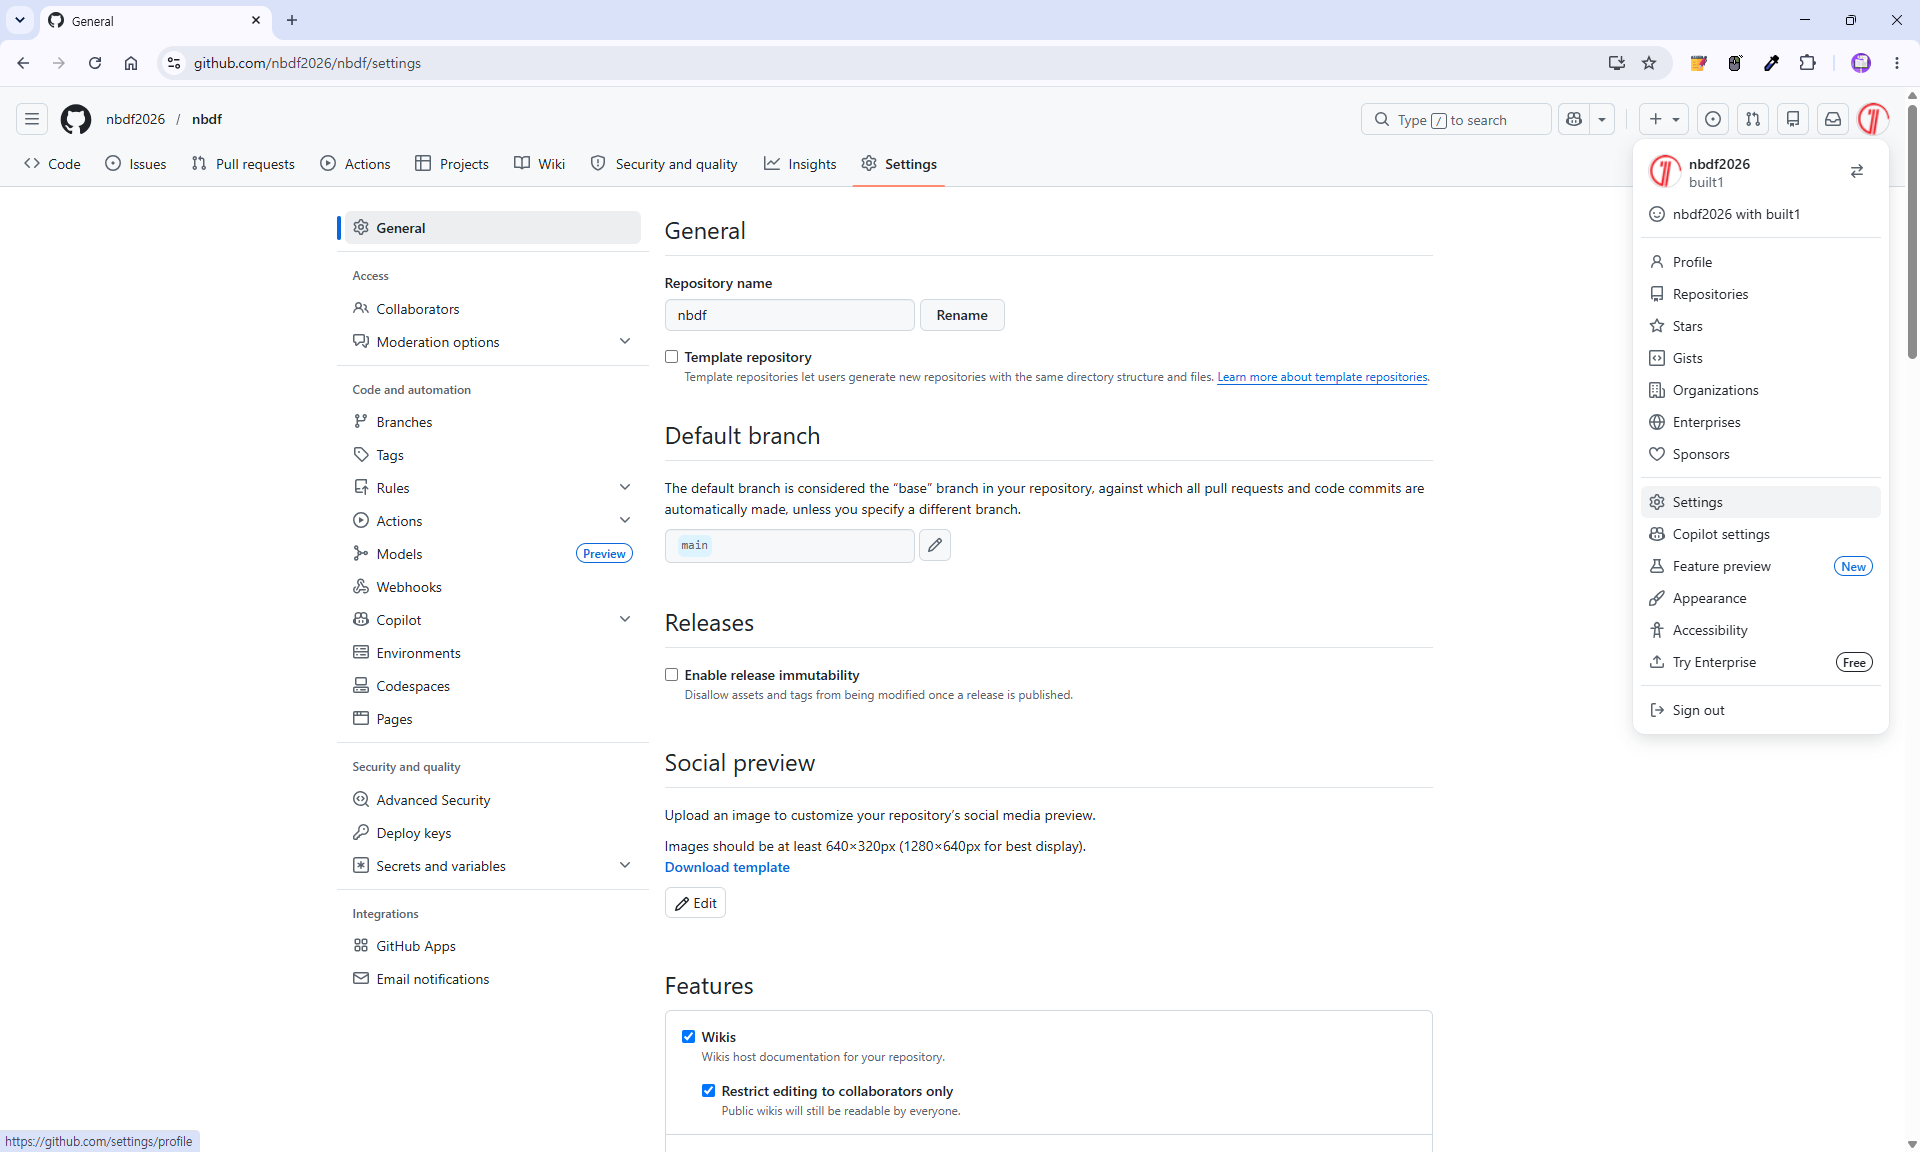 General
github.com/nbdf2026/nbdf/settings
nbdf2026 / nbdf
Type / to search
Code
Issues
Pull requests
Actions
Projects
Wiki
Security and quality
Insights
Settings
General
Access
Collaborators
Moderation options
Code and automation
Branches
Tags
Rules
Actions
Models
Preview
Webhooks
Copilot
Environments
Codespaces
Pages
Security and quality
Advanced Security
Deploy keys
Secrets and variables
Integrations
GitHub Apps
Email notifications
General
Repository name
nbdf
Rename
Template repository
Template repositories let users generate new repositories with the same directory structure and files. Learn more about template repositories.
Default branch
The default branch is considered the “base” branch in your repository, against which all pull requests and code commits are
automatically made, unless you specify a different branch.
main
Releases
Enable release immutability
Disallow assets and tags from being modified once a release is published.
Social preview
Upload an image to customize your repository’s social media preview.
Images should be at least 640×320px (1280×640px for best display).
Download template
Edit
Features
Wikis
Wikis host documentation for your repository.
Restrict editing to collaborators only
Public wikis will still be readable by everyone.
nbdf2026
built1
nbdf2026 with built1
Profile
Repositories
Stars
Gists
Organizations
Enterprises
Sponsors
Settings
Copilot settings
Feature preview
New
Appearance
Accessibility
Try Enterprise
Free
Sign out
https://github.com/settings/profile